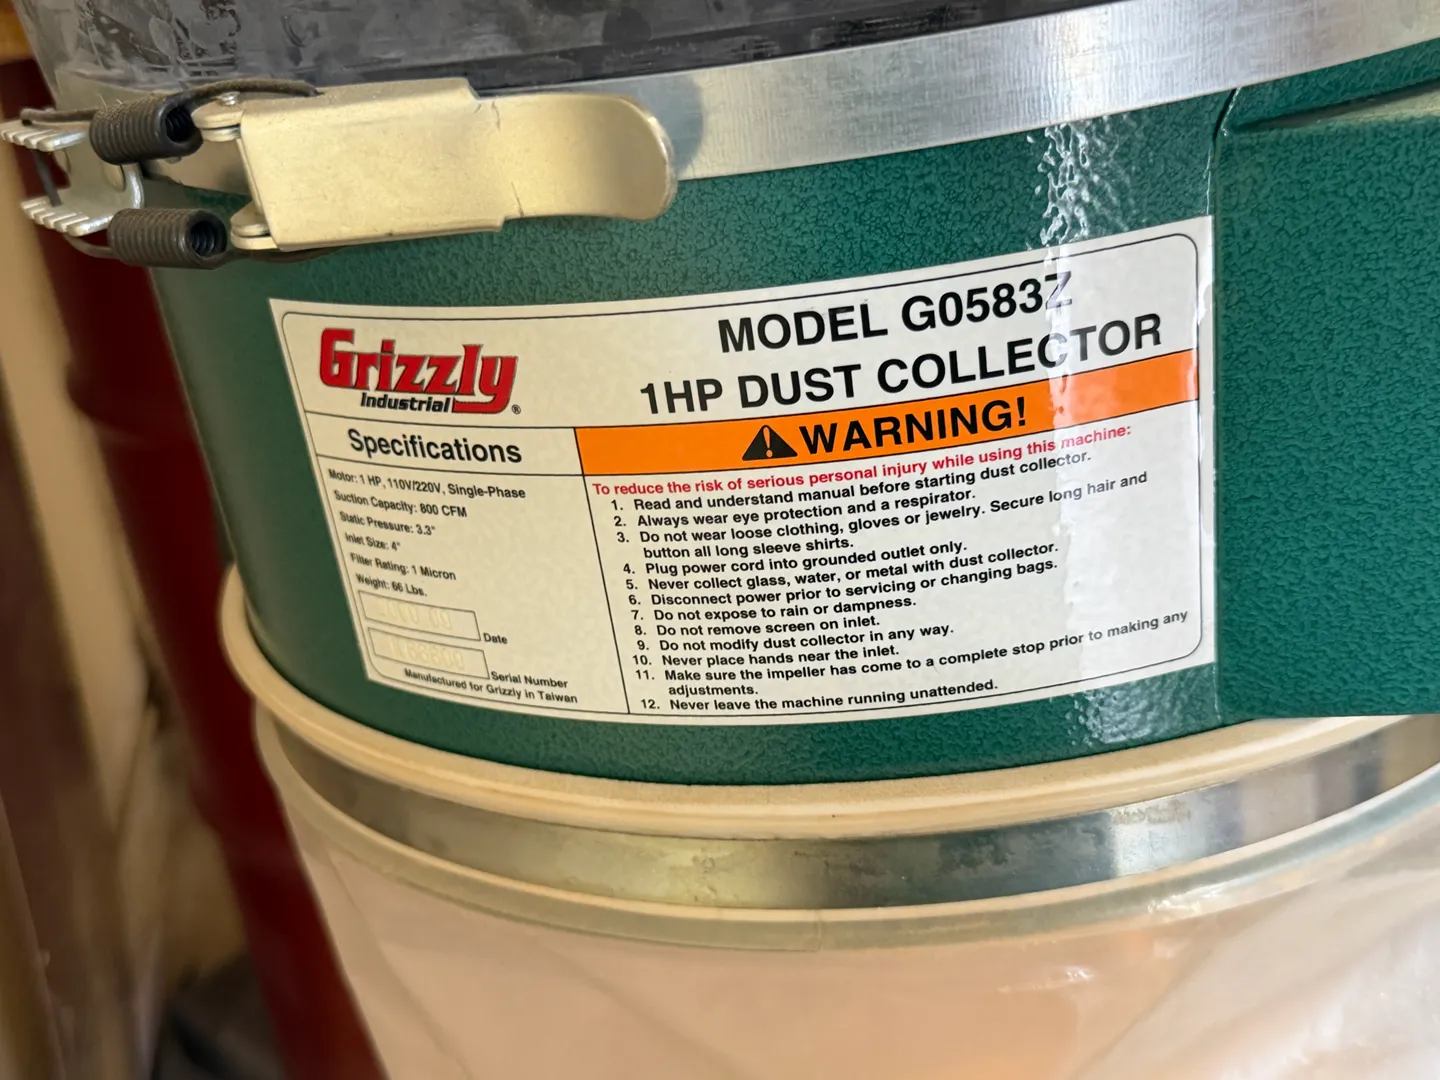 Grizzly
Industrial®
MODEL G0583Z
1HP DUST COLLECTOR
Specifications
Motor: 1 HP, 110V/220V, Single-Phase
Suction Capacity: 800 CFM
Static Pressure: 3.3"
Inlet Size: 4"
Filter Rating: 1 Micron
Weight: 66 Lbs.
Date
Serial Number
Manufactured for Grizzly in Taiwan
WARNING!
To reduce the risk of serious personal injury while using this machine:
1. Read and understand manual before starting dust collector.
2. Always wear eye protection and a respirator.
3. Do not wear loose clothing, gloves or jewelry. Secure long hair and
button all long sleeve shirts.
4. Plug power cord into grounded outlet only.
5. Never collect glass, water, or metal with dust collector.
6. Disconnect power prior to servicing or changing bags.
7. Do not expose to rain or dampness.
8. Do not remove screen on inlet.
9. Do not modify dust collector in any way.
10. Never place hands near the inlet.
11. Make sure the impeller has come to a complete stop prior to making any
adjustments.
12. Never leave the machine running unattended.